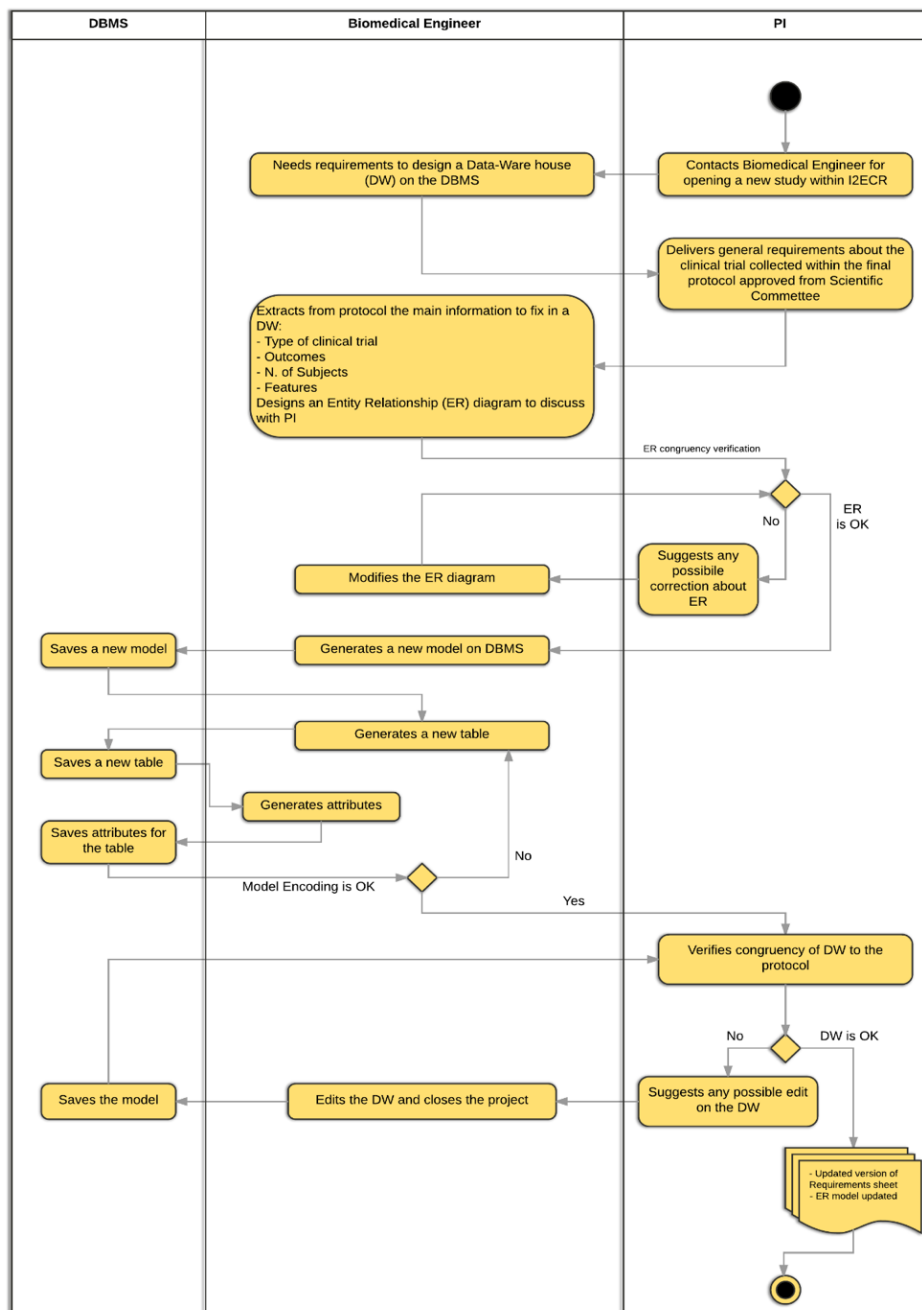 DBMS
Biomedical Engineer
PI
Needs requirements to design a Data-Ware house
(DW) on the DBMS
Contacts Biomedical Engineer for
opening a new study within I2ECR
Delivers general requirements about the
clinical trial collected within the final
protocol approved from Scientific
Committee
Extracts from protocol the main information to fix in a
DW:
- Type of clinical trial
- Outcomes
- N. of Subjects
- Features
Designs an Entity Relationship (ER) diagram to discuss
with PI
ER congruency verification
ER
is OK
No
Suggests any
possibile
correction about
ER
Modifies the ER diagram
Saves a new model
Generates a new model on DBMS
Generates a new table
Saves a new table
Generates attributes
Saves attributes for
the table
No
Model Encoding is OK
Yes
Verifies congruency of DW to the
protocol
No
DW is OK
Saves the model
Edits the DW and closes the project
Suggests any possible edit
on the DW
- Updated version of
Requirements sheet
- ER model updated